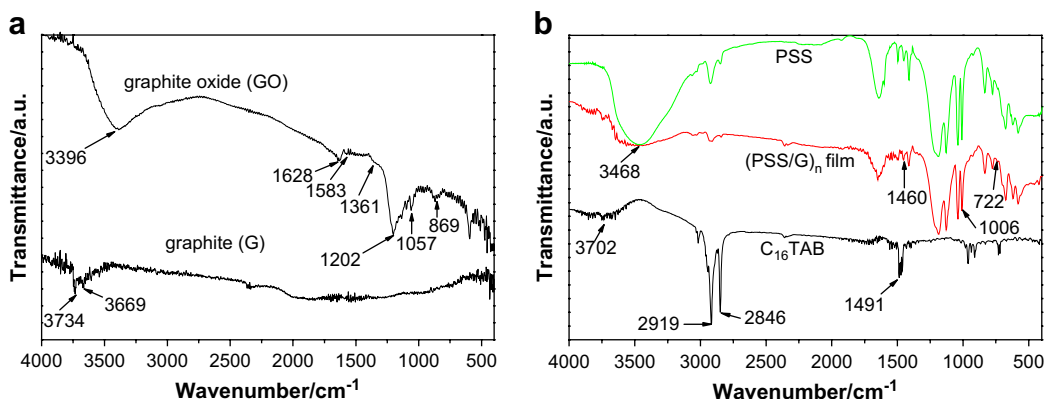 a
graphite oxide (GO)
3396
1628
1583
1361
1202
1057
869
graphite (G)
3734
3669
Transmittance/a.u.
4000 3500 3000 2500 2000 1500 1000 500
Wavenumber/cm-1
b
PSS
3468
(PSS/G)n film
1460
722
1006
3702
C16TAB
1491
2919
2846
Transmittance/a.u.
4000 3500 3000 2500 2000 1500 1000 500
Wavenumber/cm-1